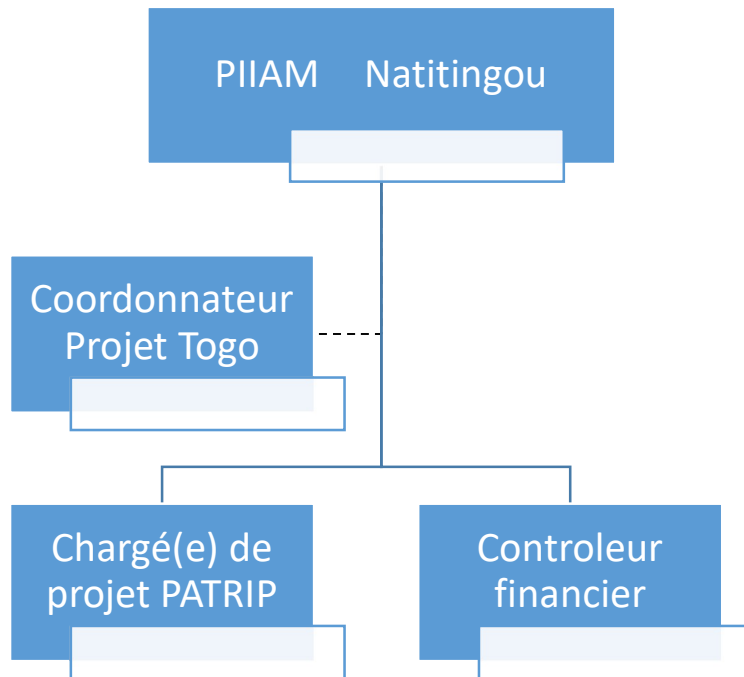 PIIAM Natitingou
Coordonnateur
Projet Togo
Chargé(e) de
projet PATRIP
Controleur
financier